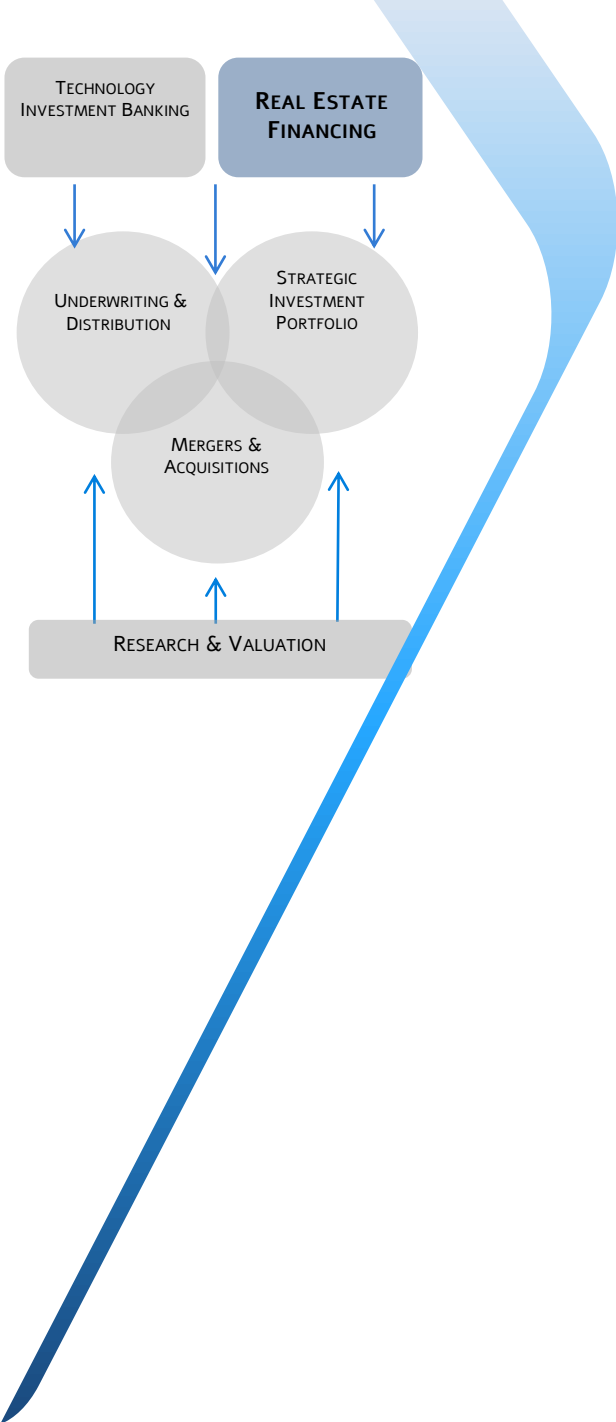 TECHNOLOGY
INVESTMENT BANKING
REAL ESTATE
FINANCING
UNDERWRITING &
DISTRIBUTION
STRATEGIC
INVESTMENT
PORTFOLIO
MERGERS &
ACQUISITIONS
RESEARCH & VALUATION